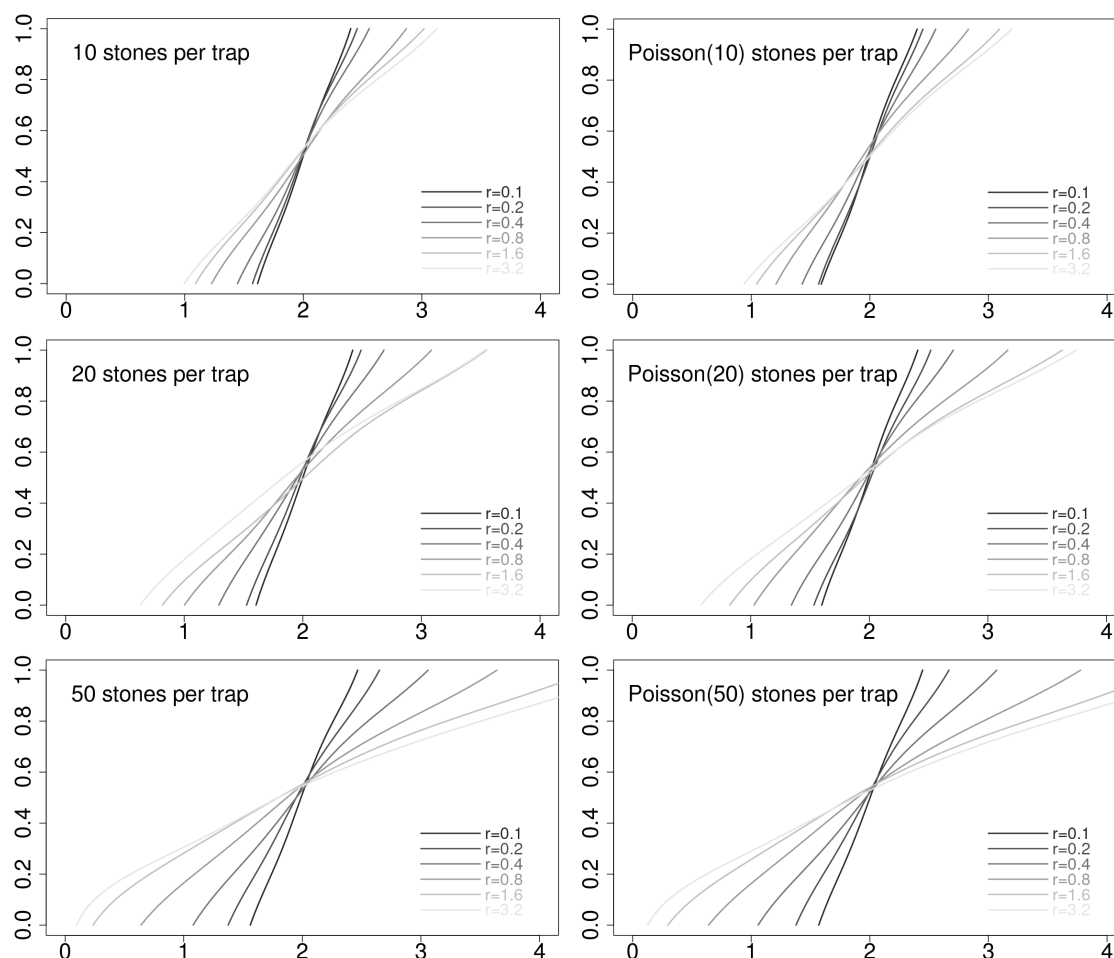 10 stones per trap
1.0
0.8
0.6
0.4
0.2
0.0
r=0.1
r=0.2
r=0.4
r=0.8
r=1.6
r=3.2
0 1 2 3 4
Poisson(10) stones per trap
1.0
0.8
0.6
0.4
0.2
0.0
r=0.1
r=0.2
r=0.4
r=0.8
r=1.6
r=3.2
0 1 2 3 4
20 stones per trap
1.0
0.8
0.6
0.4
0.2
0.0
r=0.1
r=0.2
r=0.4
r=0.8
r=1.6
r=3.2
0 1 2 3 4
Poisson(20) stones per trap
1.0
0.8
0.6
0.4
0.2
0.0
r=0.1
r=0.2
r=0.4
r=0.8
r=1.6
r=3.2
0 1 2 3 4
50 stones per trap
1.0
0.8
0.6
0.4
0.2
0.0
r=0.1
r=0.2
r=0.4
r=0.8
r=1.6
r=3.2
0 1 2 3 4
Poisson(50) stones per trap
1.0
0.8
0.6
0.4
0.2
0.0
r=0.1
r=0.2
r=0.4
r=0.8
r=1.6
r=3.2
0 1 2 3 4